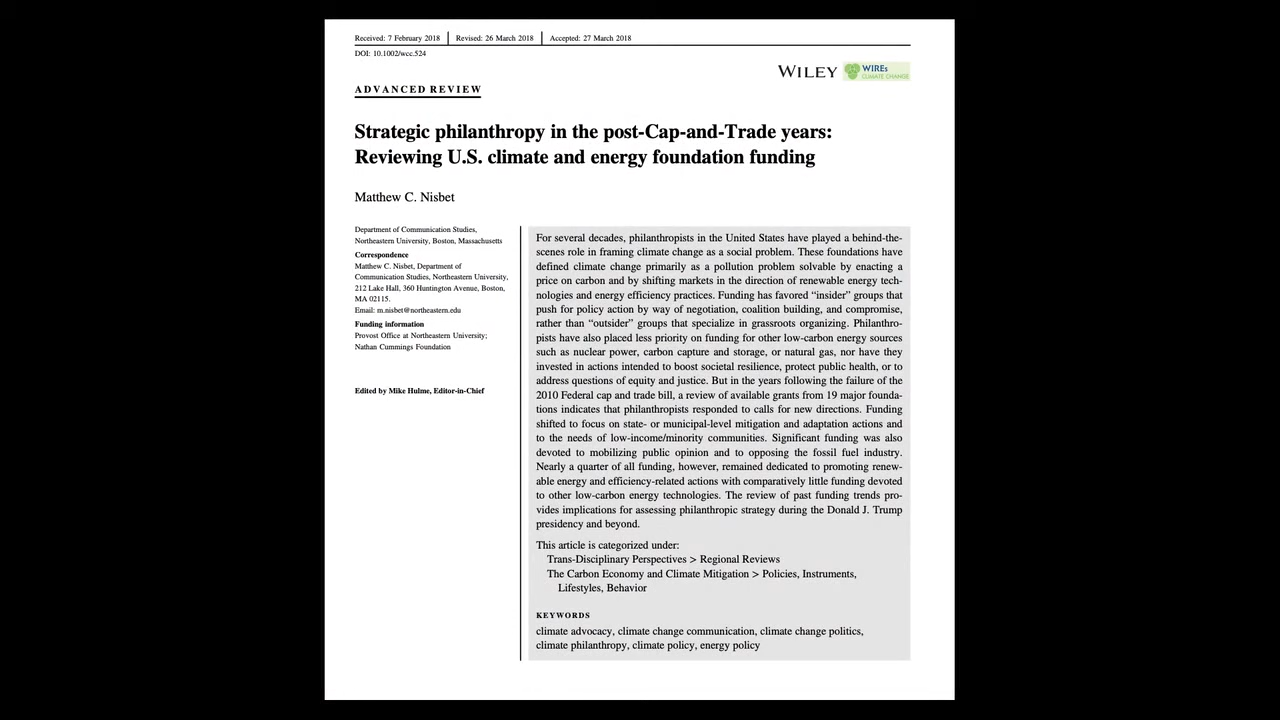 Received: 7 February 2018 Revised: 26 March 2018 Accepted: 27 March 2018
DOI: 10.1002/wcc.524
WILEY WIREs
CLIMATE CHANGE
ADVANCED REVIEW
Strategic philanthropy in the post-Cap-and-Trade years:
Reviewing U.S. climate and energy foundation funding
Matthew C. Nisbet
Department of Communication Studies,
Northeastern University, Boston, Massachusetts
Correspondence
Matthew C. Nisbet, Department of
Communication Studies, Northeastern University,
212 Lake Hall, 360 Huntington Avenue, Boston,
MA 02115.
Email: m.nisbet@northeastern.edu
Funding information
Provost Office at Northeastern University;
Nathan Cummings Foundation
Edited by Mike Hulme, Editor-in-Chief
For several decades, philanthropists in the United States have played a behind-the-
scenes role in framing climate change as a social problem. These foundations have
defined climate change primarily as a pollution problem solvable by enacting a
price on carbon and by shifting markets in the direction of renewable energy tech-
nologies and energy efficiency practices. Funding has favored “insider” groups that
push for policy action by way of negotiation, coalition building, and compromise,
rather than “outsider” groups that specialize in grassroots organizing. Philanthro-
pists have also placed less priority on funding for other low-carbon energy sources
such as nuclear power, carbon capture and storage, or natural gas, nor have they
invested in actions intended to boost societal resilience, protect public health, or to
address questions of equity and justice. But in the years following the failure of the
2010 Federal cap and trade bill, a review of available grants from 19 major founda-
tions indicates that philanthropists responded to calls for new directions. Funding
shifted to focus on state- or municipal-level mitigation and adaptation actions and
to the needs of low-income/minority communities. Significant funding was also
devoted to mobilizing public opinion and to opposing the fossil fuel industry.
Nearly a quarter of all funding, however, remained dedicated to promoting renew-
able energy and efficiency-related actions with comparatively little funding devoted
to other low-carbon energy technologies. The review of past funding trends pro-
vides implications for assessing philanthropic strategy during the Donald J. Trump
presidency and beyond.
This article is categorized under:
Trans-Disciplinary Perspectives > Regional Reviews
The Carbon Economy and Climate Mitigation > Policies, Instruments,
Lifestyles, Behavior
KEYWORDS
climate advocacy, climate change communication, climate change politics,
climate philanthropy, climate policy, energy policy